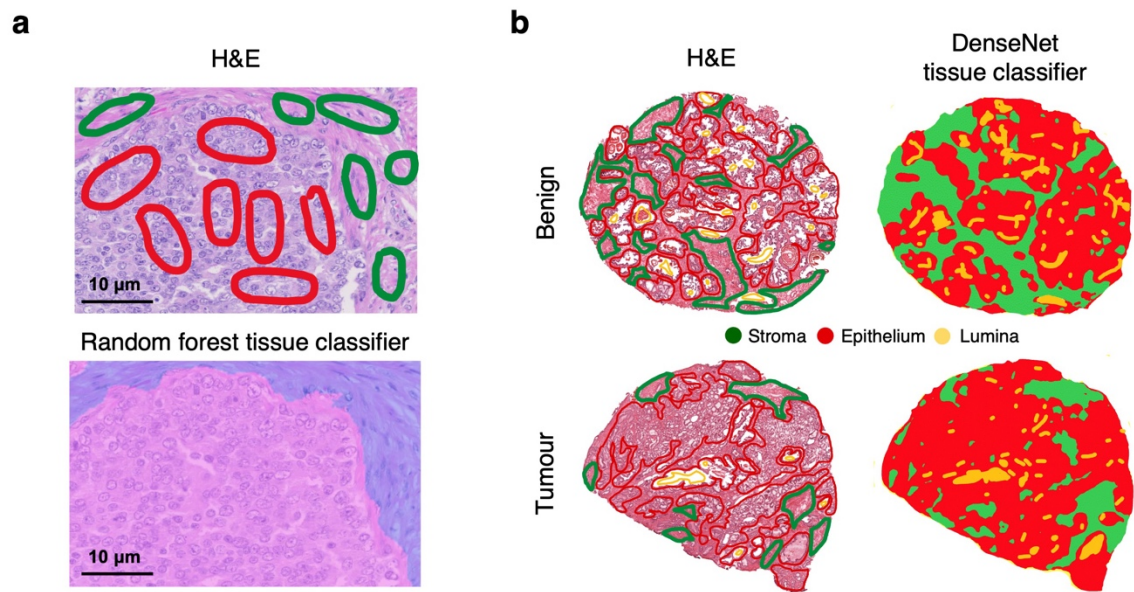 a
H&E
10 µm
Random forest tissue classifier
10 µm
b
H&E
DenseNet
tissue classifier
Benign
Stroma
Epithelium
Lumina
Tumour